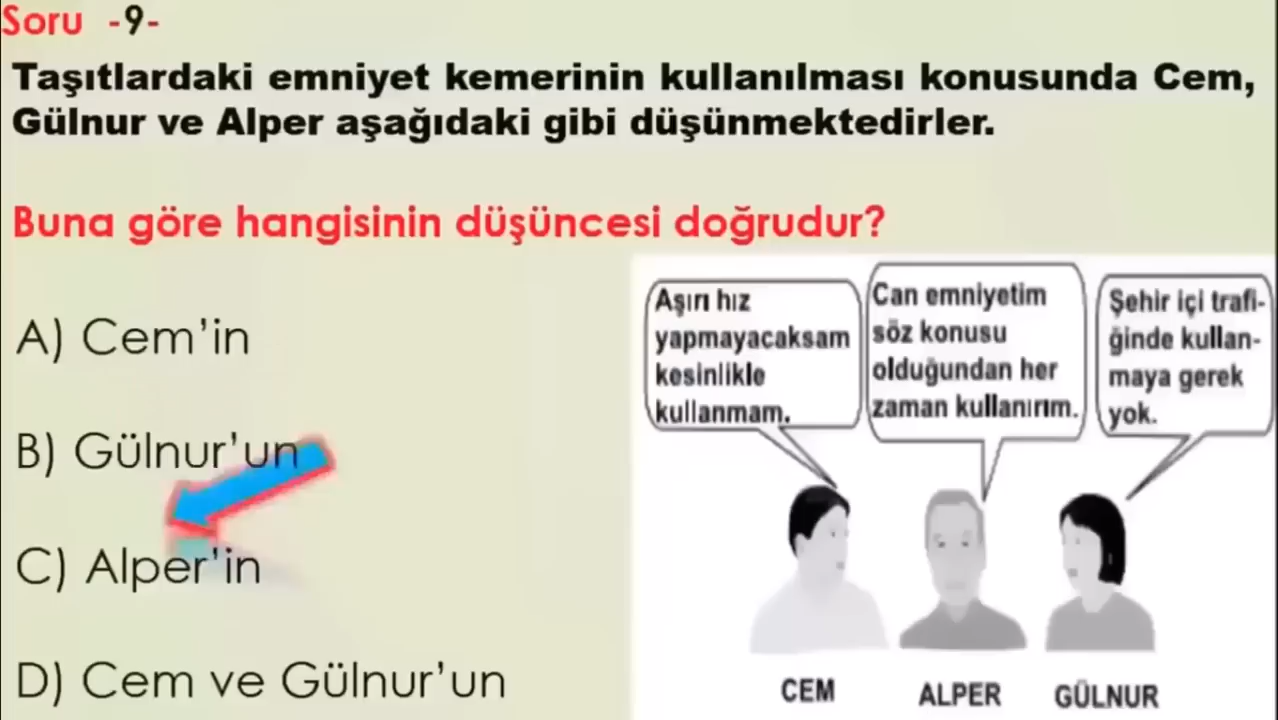 Soru -9-
Taşıtlardaki emniyet kemerinin kullanılması konusunda Cem,
Gülnur ve Alper aşağıdaki gibi düşünmektedirler.
Buna göre hangisinin düşüncesi doğrudur?
A) Cem'in
B) Gülnur'un
C) Alper'in
D) Cem ve Gülnur'un
Aşırı hız
yapmayacaksam
kesinlikle
kullanmam.
Can emniyetim
söz konusu
olduğundan her
zaman kullanırım.
Şehir içi trafi-
ğinde kullan-
maya gerek
yok.
CEM
ALPER
GÜLNUR